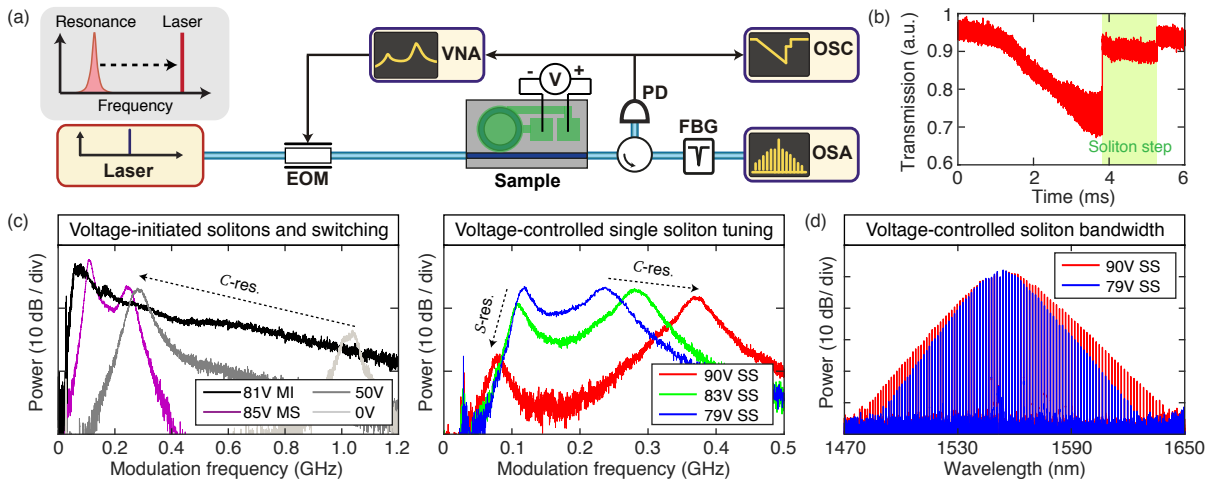 (a)
Resonance
Laser
Frequency
Laser
EOM
VNA
- V +
Sample
PD
FBG
OSC
OSA
(b)
Transmission (a.u.)
1
0.9
0.8
0.7
0.6
Soliton step
0 2 4 6
Time (ms)
(c)
Voltage-initiated solitons and switching
Power (10 dB / div)
C-res.
81V MI
85V MS
50V
0V
0 0.2 0.4 0.6 0.8 1.0 1.2
Modulation frequency (GHz)
Voltage-controlled single soliton tuning
Power (10 dB / div)
S-res.
C-res.
90V SS
83V SS
79V SS
0 0.1 0.2 0.3 0.4 0.5
Modulation frequency (GHz)
(d)
Voltage-controlled soliton bandwidth
Power (10 dB / div)
90V SS
79V SS
1470 1530 1590 1650
Wavelength (nm)